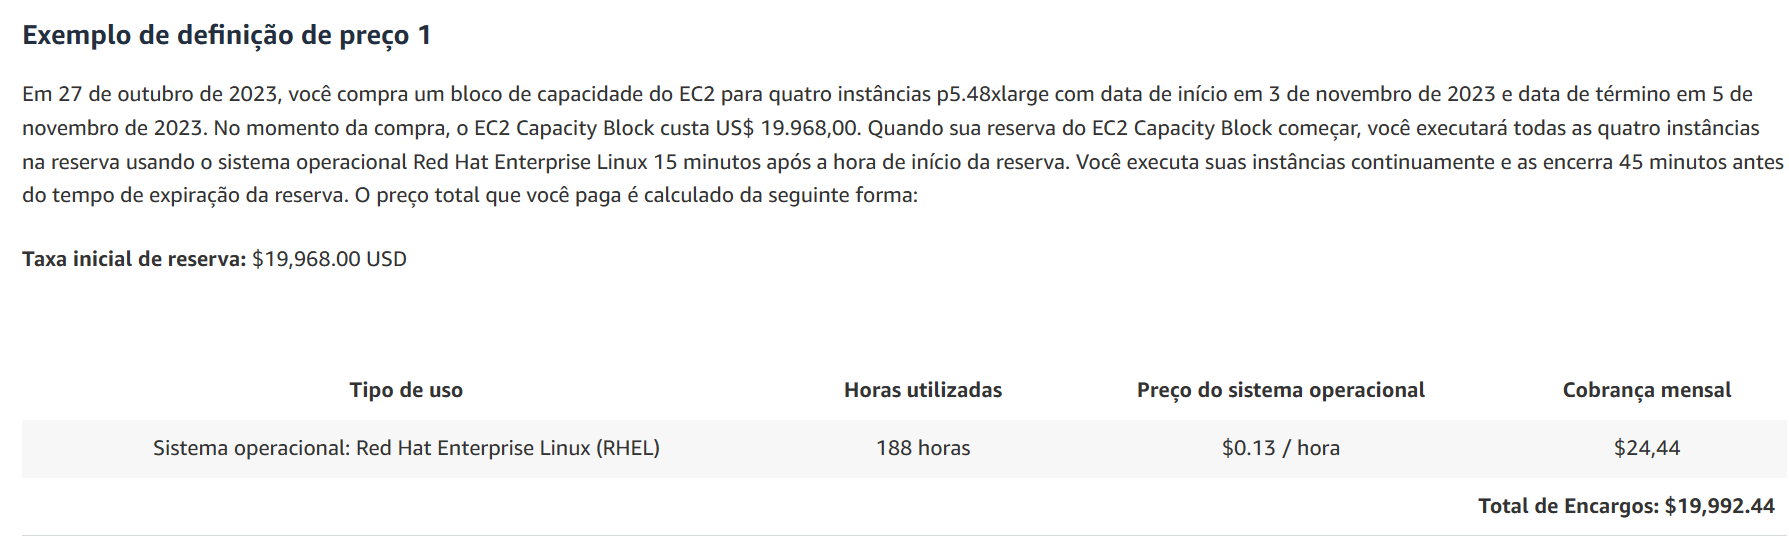 Exemplo de definição de preço 1
Em 27 de outubro de 2023, você compra um bloco de capacidade do EC2 para quatro instâncias p5.48xlarge com data de início em 3 de novembro de 2023 e data de término em 5 de
novembro de 2023. No momento da compra, o EC2 Capacity Block custa US$ 19.968,00. Quando sua reserva do EC2 Capacity Block começar, você executará todas as quatro instâncias
na reserva usando o sistema operacional Red Hat Enterprise Linux 15 minutos após a hora de início da reserva. Você executa suas instâncias continuamente e as encerra 45 minutos antes
do tempo de expiração da reserva. O preço total que você paga é calculado da seguinte forma:
Taxa inicial de reserva: $19,968.00 USD
Tipo de uso Horas utilizadas Preço do sistema operacional Cobrança mensal
Sistema operacional: Red Hat Enterprise Linux (RHEL) 188 horas $0.13 / hora $24,44
Total de Encargos: $19,992.44